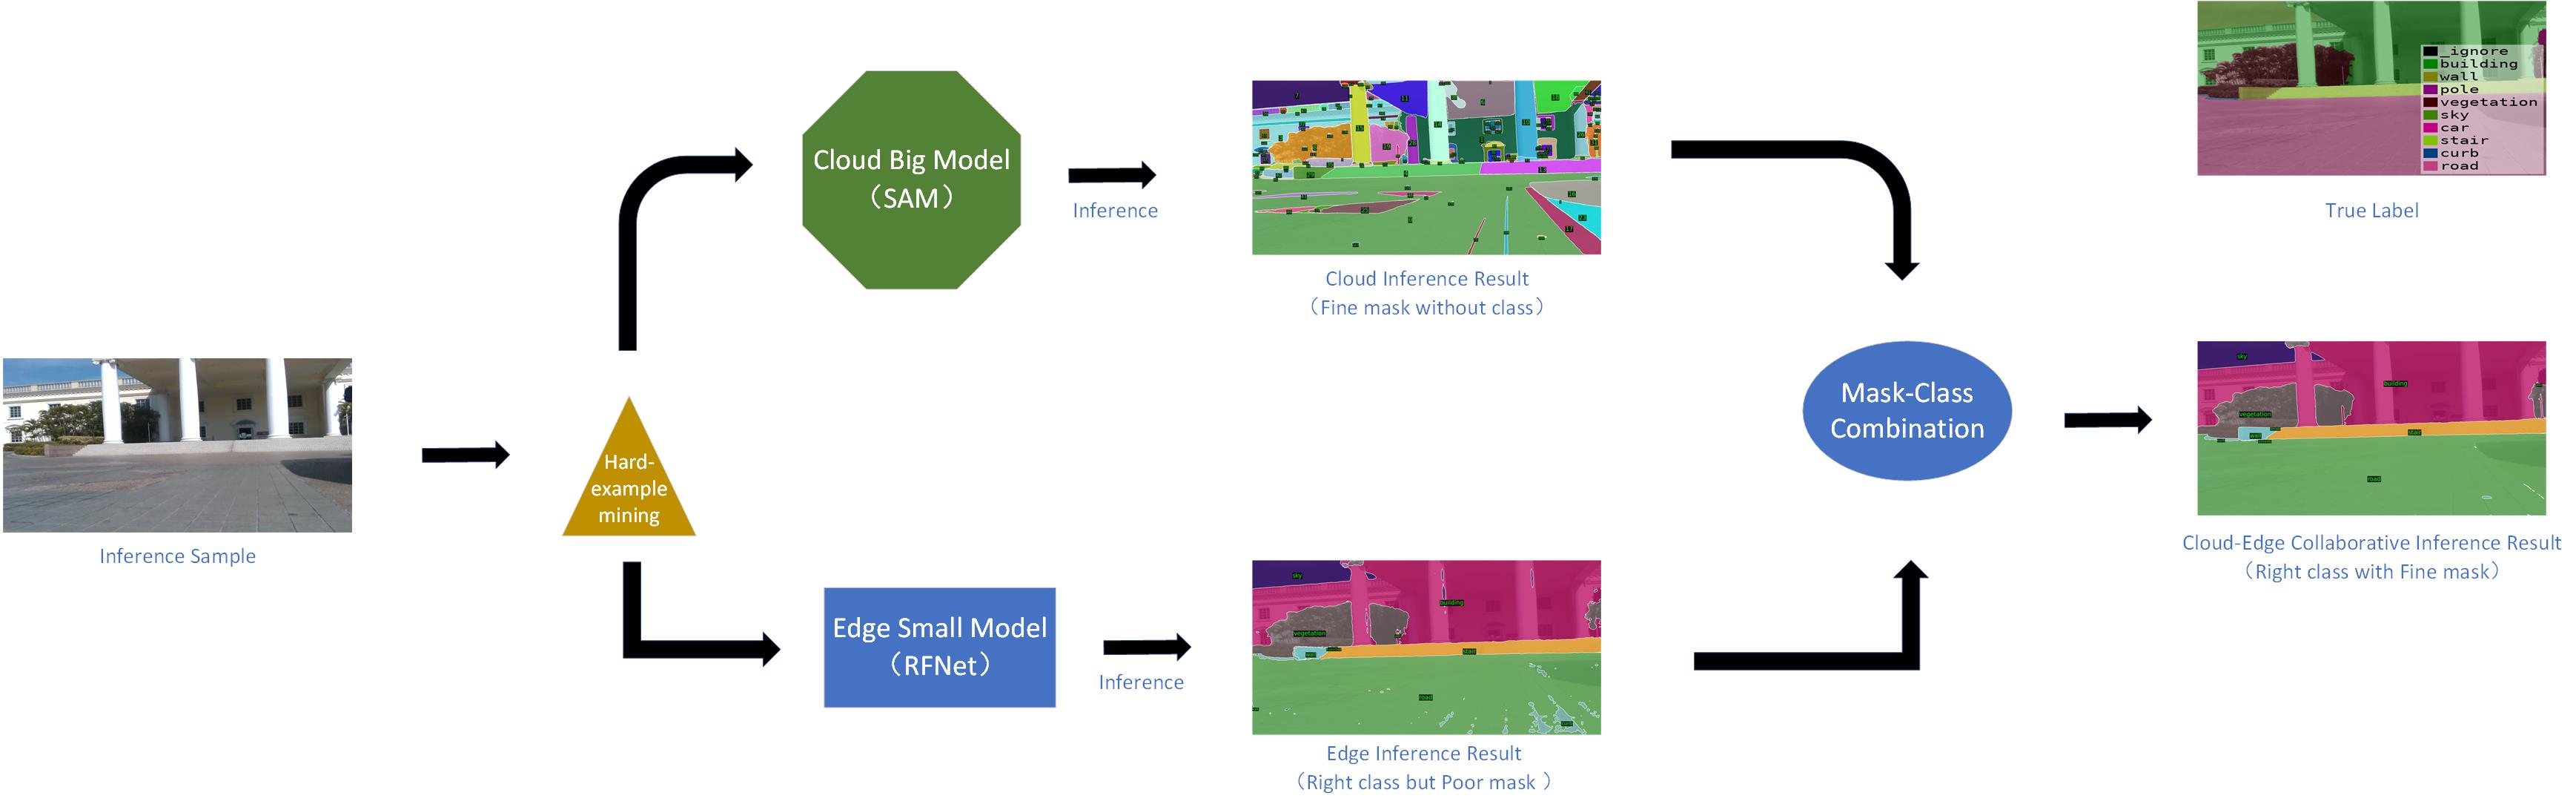 Inference Sample
Hard-
example
mining
Cloud Big Model
（SAM）
Inference
Cloud Inference Result
（Fine mask without class）
Edge Small Model
（RFNet）
Inference
sky
building
vegetation
stair
road
Edge Inference Result
（Right class but Poor mask ）
Mask-Class
Combination
_ignore
building
wall
pole
vegetation
sky
car
stair
curb
road
True Label
sky
building
vegetation
stair
road
Cloud-Edge Collaborative Inference Result
（Right class with Fine mask）